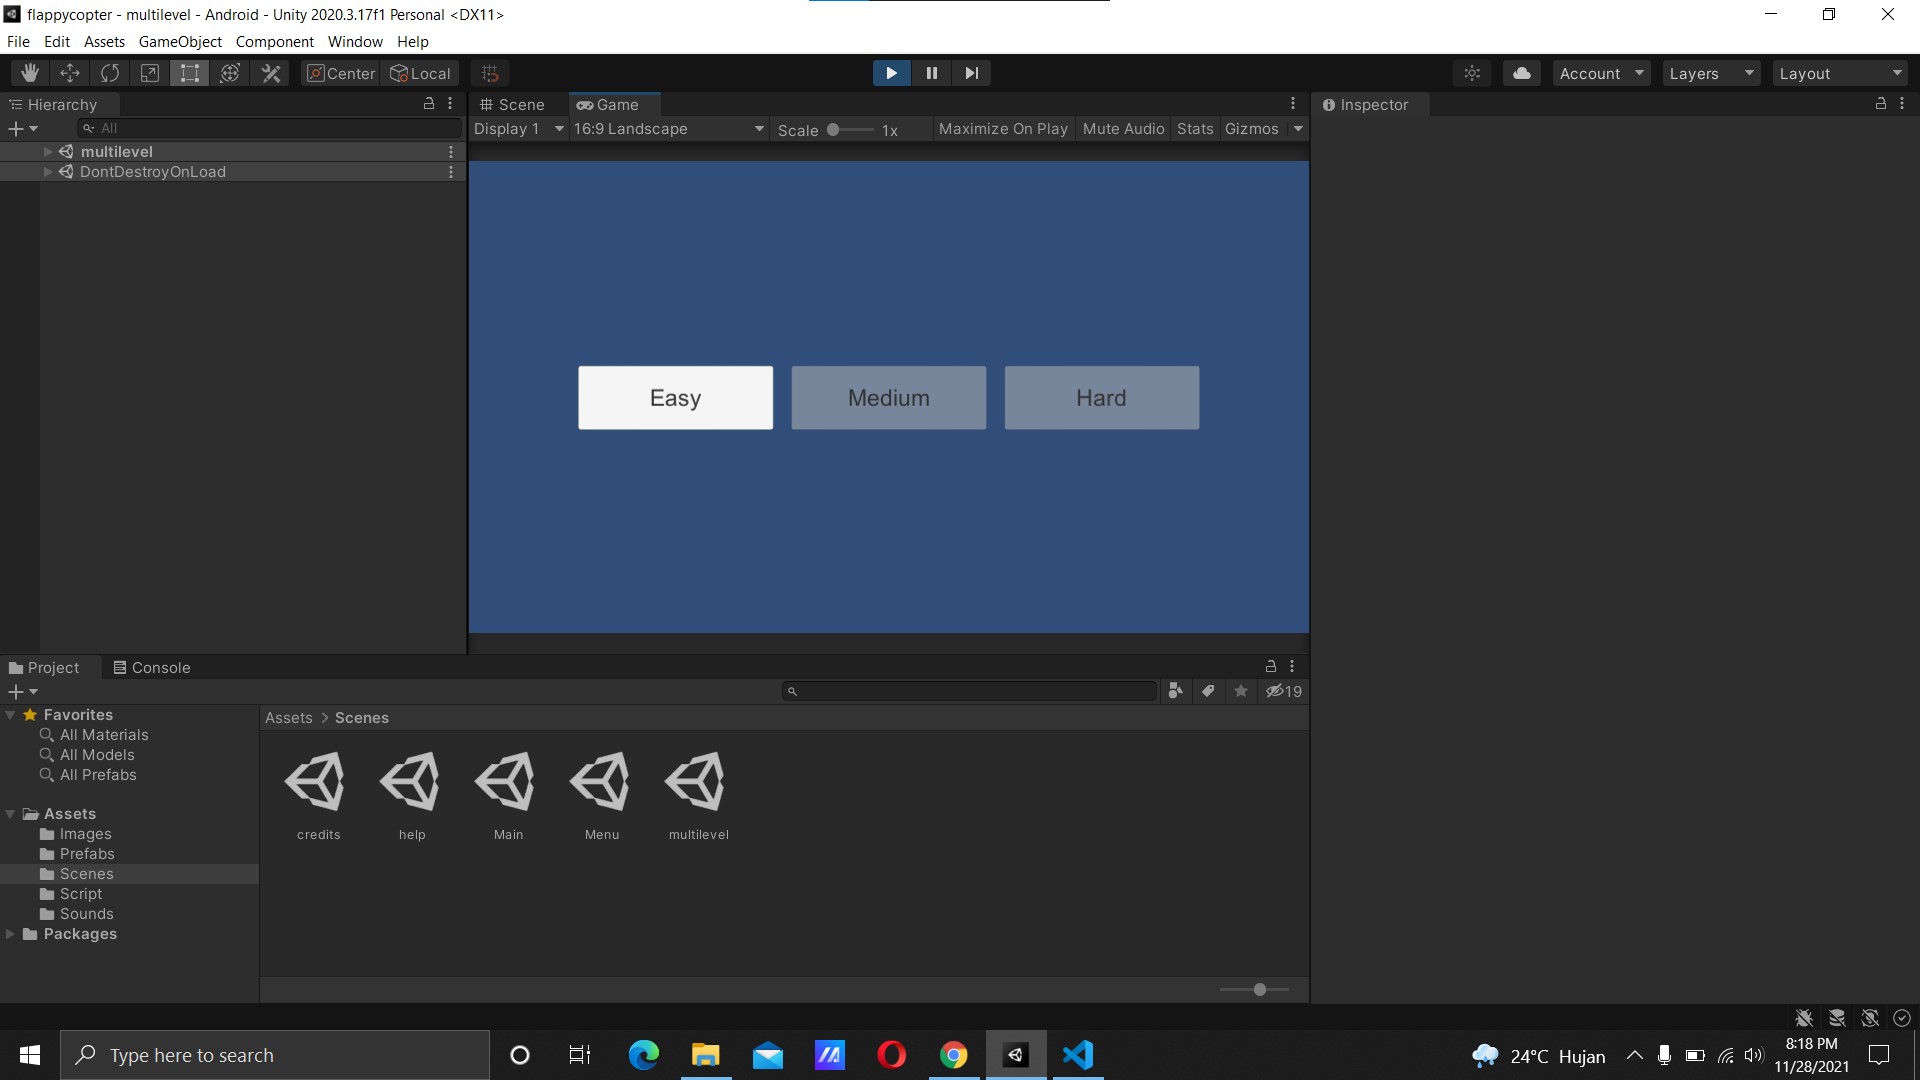 flappycopter - multilevel - Android - Unity 2020.3.17f1 Personal <DX11>
File Edit Assets GameObject Component Window Help
Center Local
Account Layers Layout
Hierarchy
All
multilevel
DontDestroyOnLoad
Scene Game
Display 1 16:9 Landscape Scale 1x Maximize On Play Mute Audio Stats Gizmos
Easy Medium Hard
Inspector
Project Console
19
Favorites
All Materials
All Models
All Prefabs
Assets
Images
Prefabs
Scenes
Script
Sounds
Packages
Assets > Scenes
credits help Main Menu multilevel
Type here to search
24°C Hujan
8:18 PM
11/28/2021